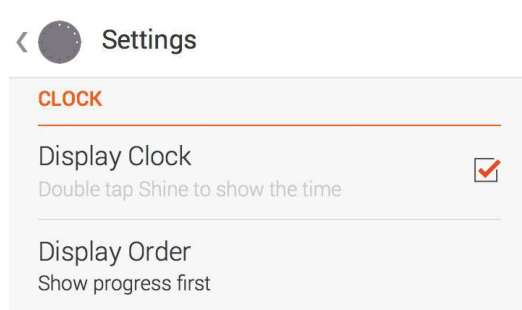 Settings
CLOCK
Display Clock
Double tap Shine to show the time
Display Order
Show progress first